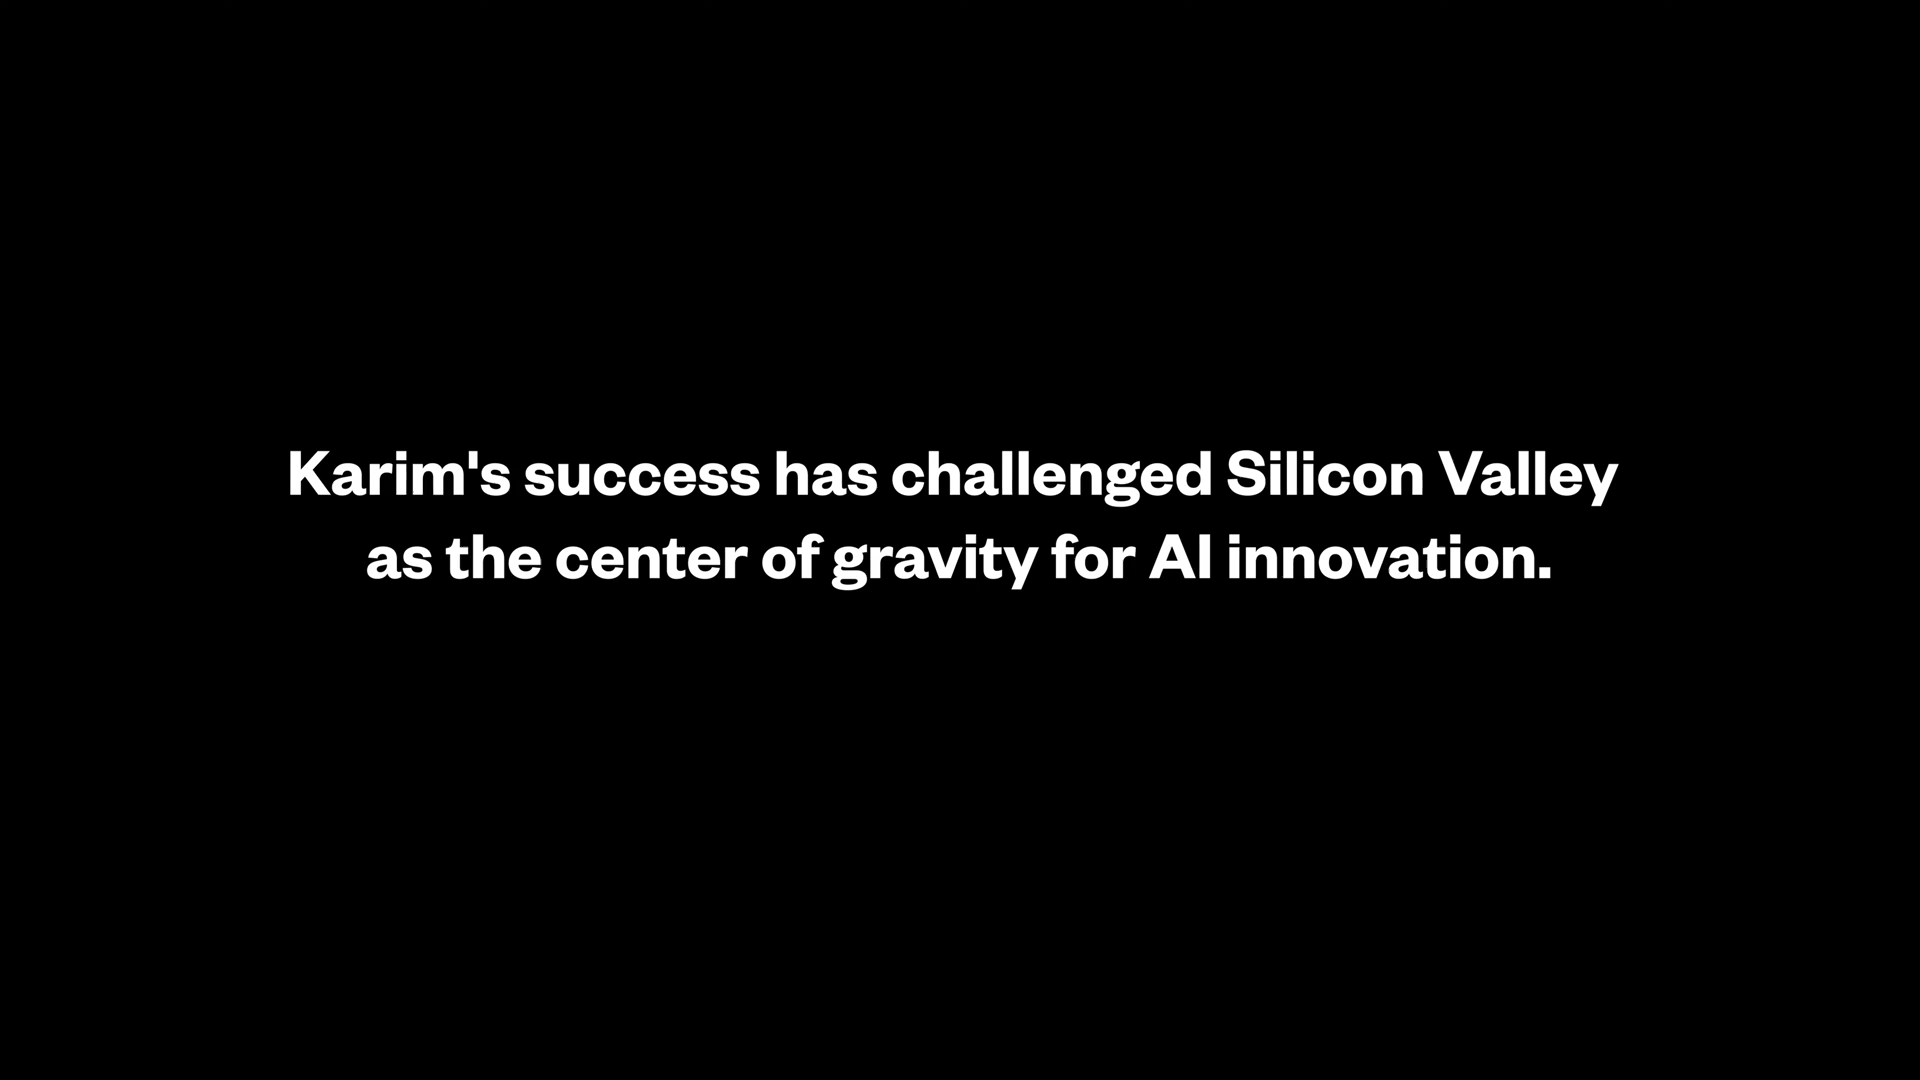 Karim's success has challenged Silicon Valley
as the center of gravity for AI innovation.